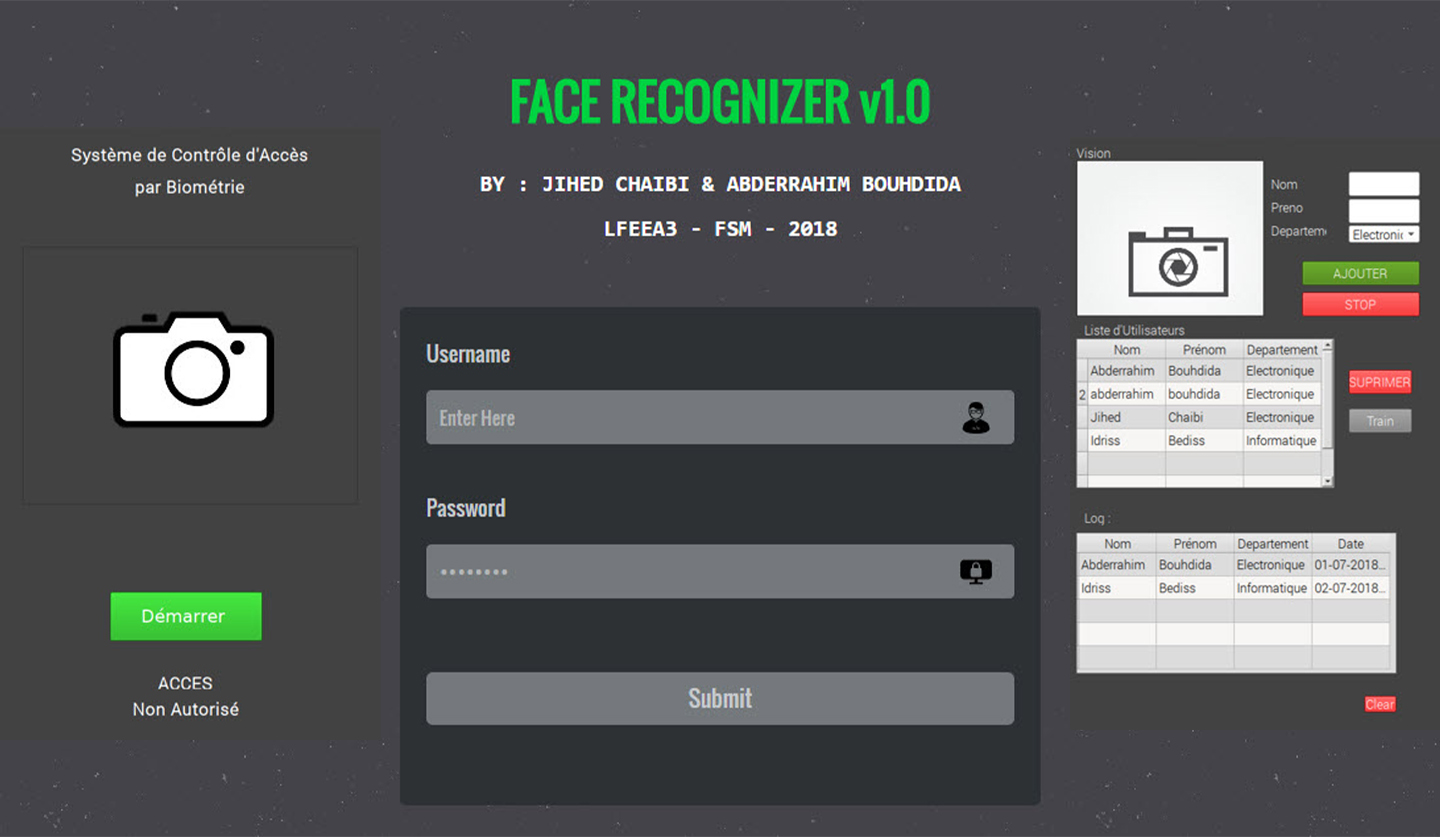 FACE RECOGNIZER v1.0
BY : JIHED CHAIBI & ABDERRAHIM BOUHDIDA
LFEEA3 - FSM - 2018
Système de Contrôle d'Accès
par Biométrie
Démarrer
ACCES
Non Autorisé
Username
Enter Here
Password
Submit
Vision
Nom
Preno
Departem
Electronic
AJOUTER
STOP
Liste d'Utilisateurs
Nom Prénom Departement
Abderrahim Bouhdida Electronique
2 abderrahim bouhdida Electronique
Jihed Chaibi Electronique
Idriss Bediss Informatique
SUPRIMER
Train
Log :
Nom Prénom Departement Date
Abderrahim Bouhdida Electronique 01-07-2018...
Idriss Bediss Informatique 02-07-2018...
Clear